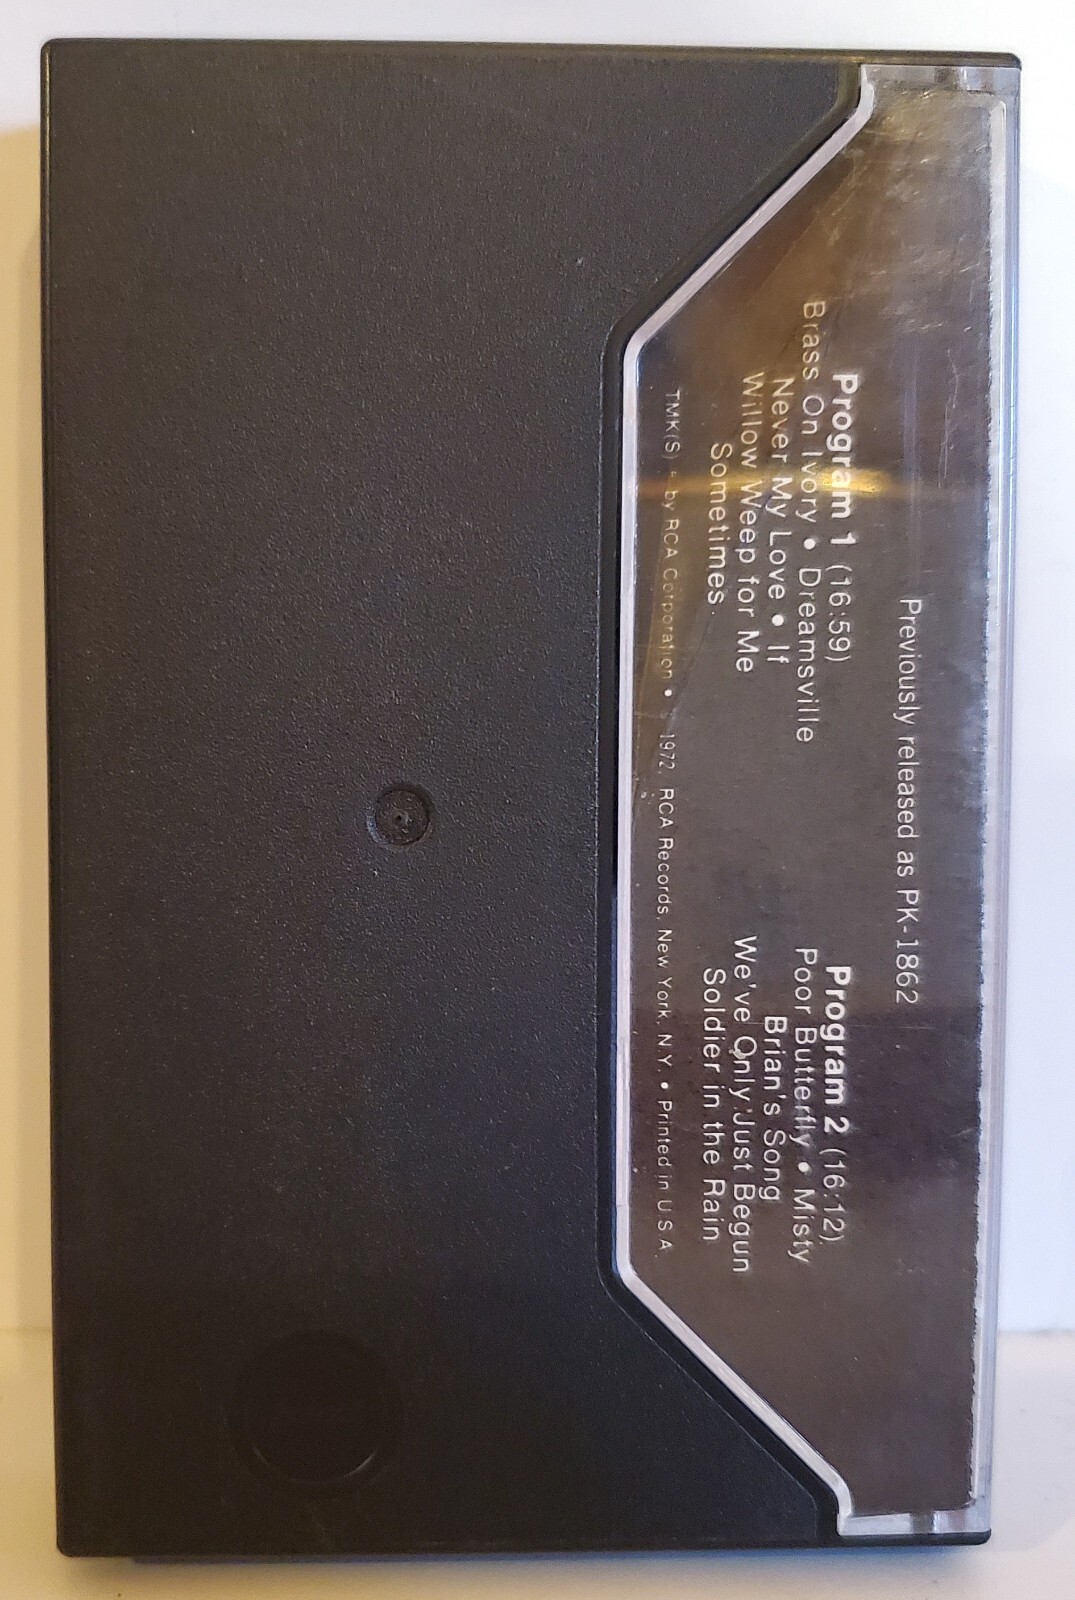 Previously released as PK-1862
Program 1 (16:59)
Brass On Ivory • Dreamsville
Never My Love • If
Willow Weep for Me
Sometimes
Program 2 (16:12)
Poor Butterfly • Misty
Brian's Song
We've Only Just Begun
Soldier in the Rain
TMK(S) by RCA Corporation • 1972, RCA Records, New York, N.Y. • Printed in U.S.A.